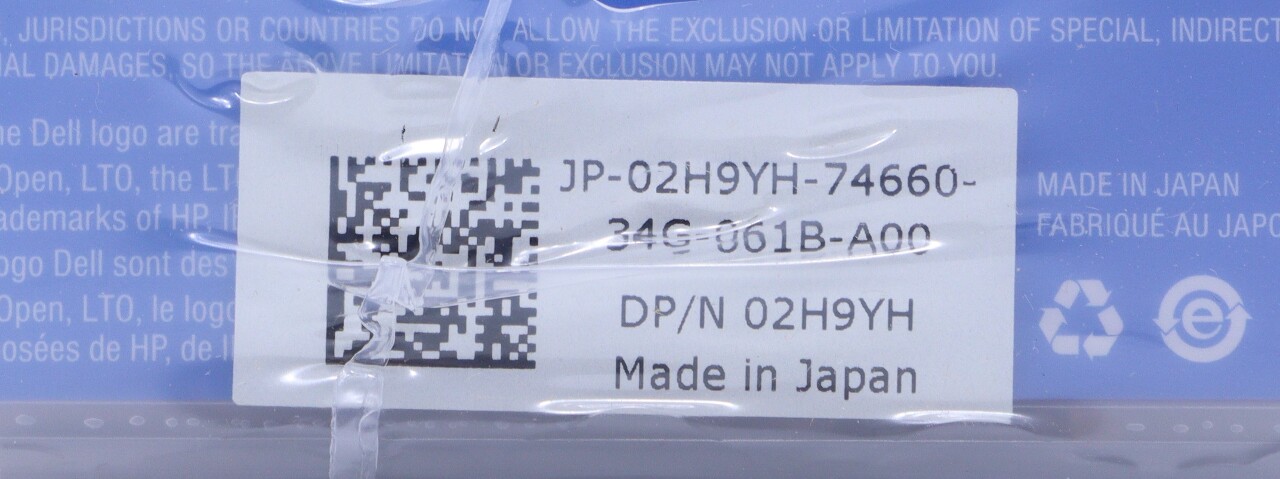 , JURISDICTIONS OR COUNTRIES DO NOT ALLOW THE EXCLUSION OR LIMITATION OF SPECIAL, INDIRECT
AL DAMAGES, SO THE ABOVE LIMITATION OR EXCLUSION MAY NOT APPLY TO YOU.
he Dell logo are tra
Open, LTO, the LT
ademarks of HP, I
ogo Dell sont des
Open, LTO, le logo
osées de HP, de I
JP-02H9YH-74660-
34G-061B-A00
DP/N 02H9YH
Made in Japan
MADE IN JAPAN
FABRIQUÉ AU JAPO
e